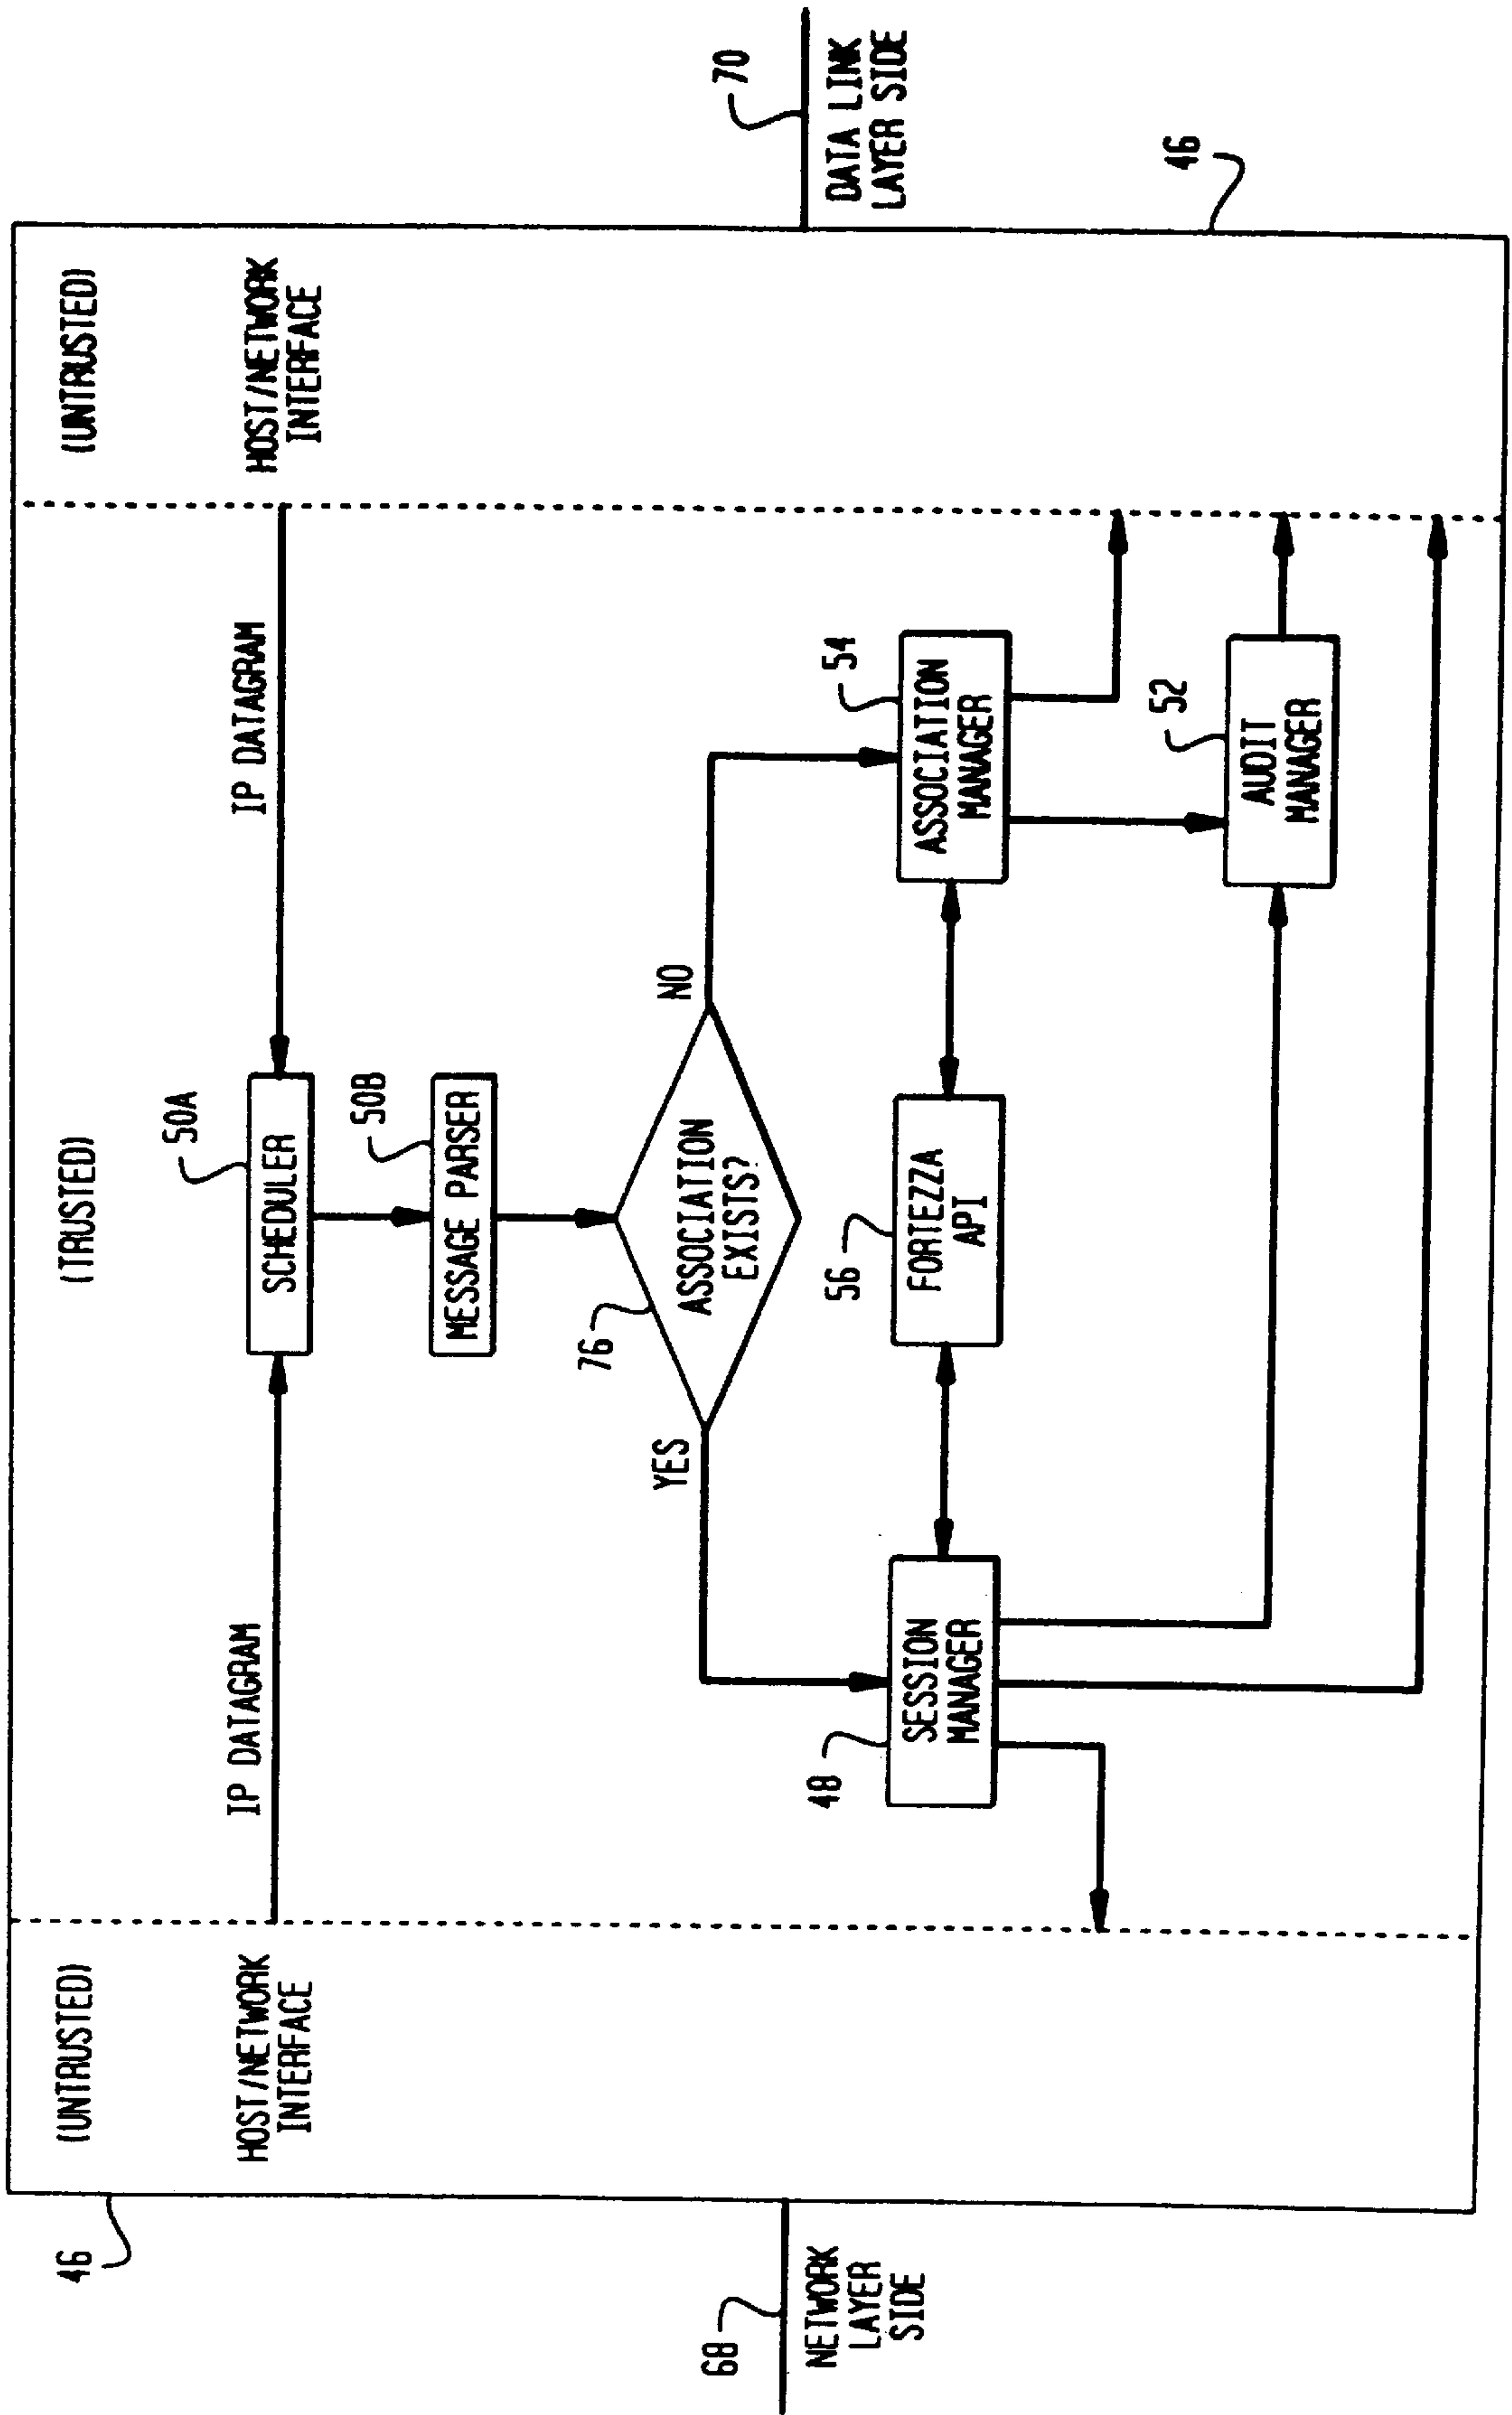 (UNTRUSTED)
(TRUSTED)
(UNTRUSTED)
46
HOST/NETWORK
INTERFACE
IP DATAGRAM
50A
SCHEDULER
IP DATAGRAM
HOST/NETWORK
INTERFACE
50B
MESSAGE PARSER
76
ASSOCIATION
EXISTS?
YES
NO
68
NETWORK
LAYER
SIDE
70
DATA LINK
LAYER SIDE
48
SESSION
MANAGER
56
FORTEZZA
API
54
ASSOCIATION
MANAGER
52
AUDIT
MANAGER
46